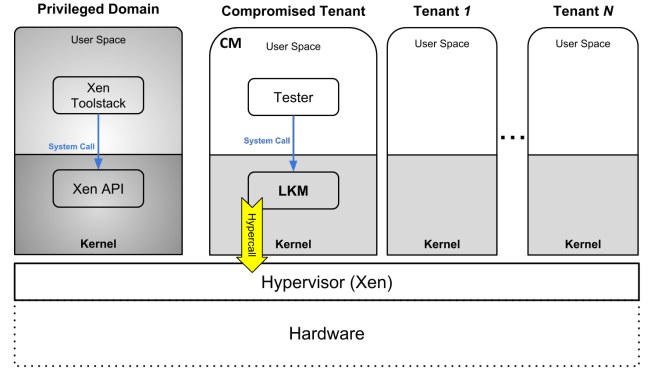 Privileged Domain
Compromised Tenant
Tenant 1
Tenant N
User Space
CM
User Space
User Space
User Space
Xen
Toolstack
Tester
System Call
System Call
...
Xen API
LKM
Hypercall
Kernel
Kernel
Kernel
Kernel
Hypervisor (Xen)
Hardware